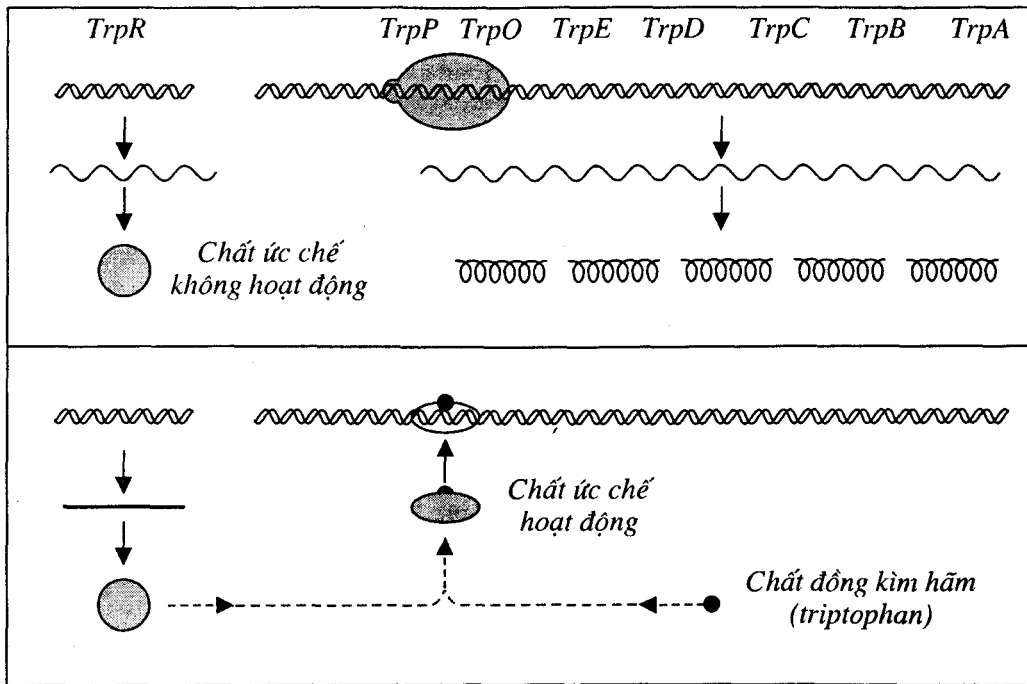 TrpR TrpP TrpO TrpE TrpD TrpC TrpB TrpA
Chất ức chế
không hoạt động
Chất ức chế
hoạt động
Chất đồng kìm hãm
(triptophan)